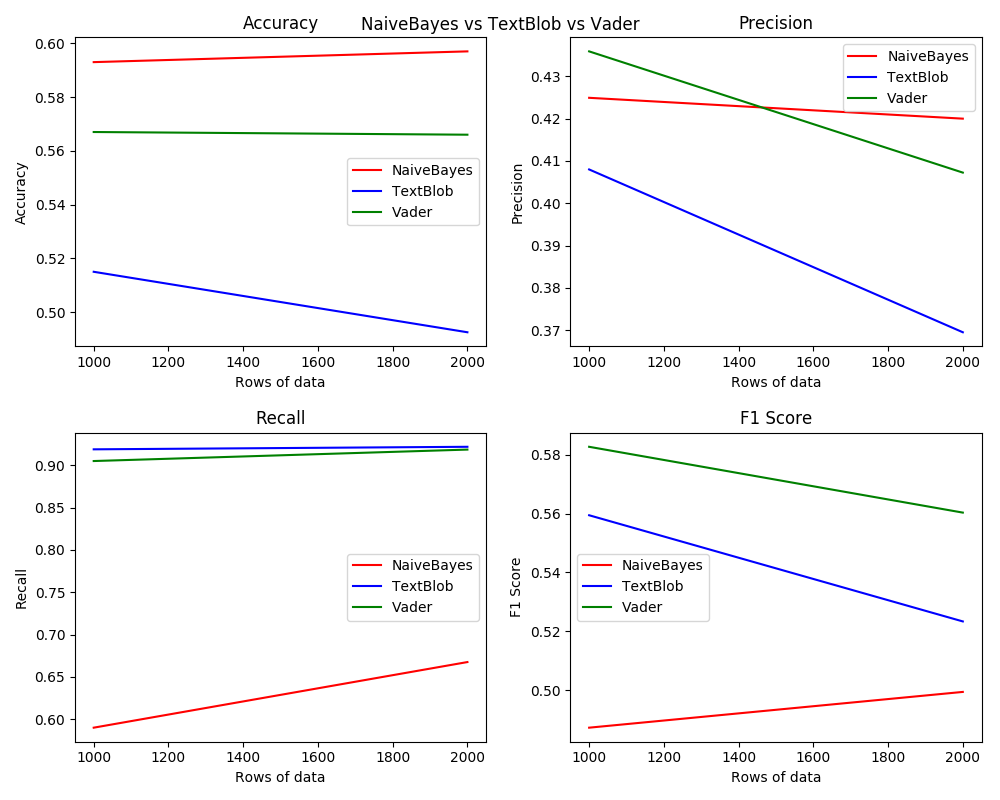 NaiveBayes vs TextBlob vs Vader
Accuracy
0.60
0.58
0.56
0.54
0.52
0.50
Accuracy
NaiveBayes
TextBlob
Vader
1000 1200 1400 1600 1800 2000
Rows of data
Precision
0.43
0.42
0.41
0.40
0.39
0.38
0.37
Precision
NaiveBayes
TextBlob
Vader
1000 1200 1400 1600 1800 2000
Rows of data
Recall
0.90
0.85
0.80
0.75
0.70
0.65
0.60
Recall
NaiveBayes
TextBlob
Vader
1000 1200 1400 1600 1800 2000
Rows of data
F1 Score
0.58
0.56
0.54
0.52
0.50
F1 Score
NaiveBayes
TextBlob
Vader
1000 1200 1400 1600 1800 2000
Rows of data